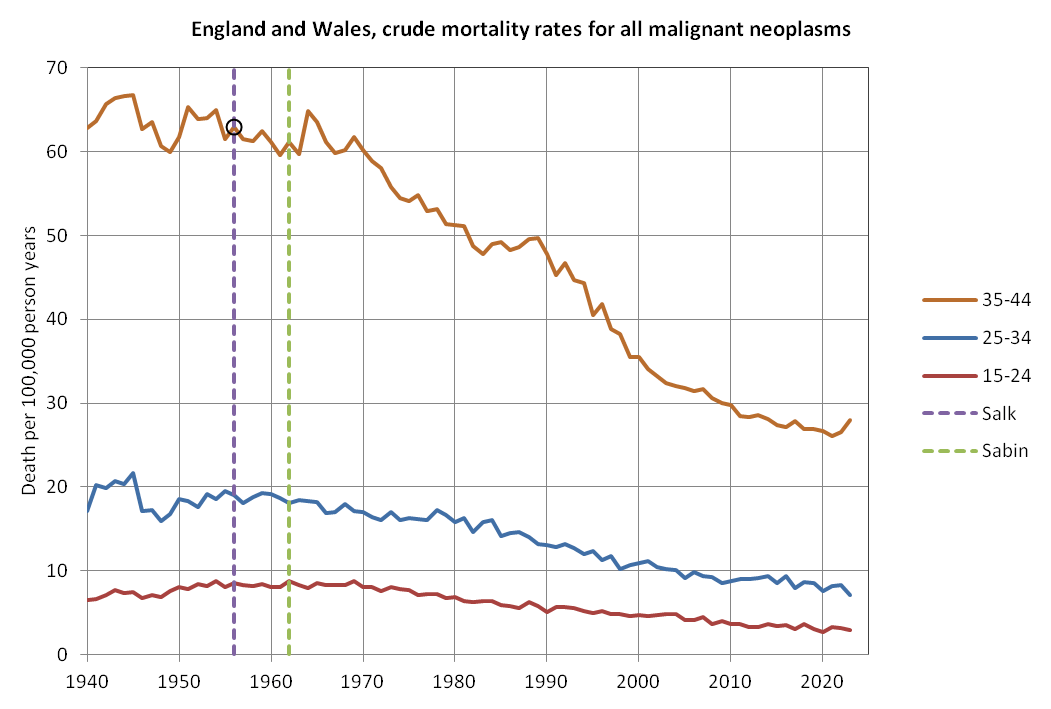 England and Wales, crude mortality rates for all malignant neoplasms
Death per 100,000 person years
70
60
50
40
30
20
10
0
1940 1950 1960 1970 1980 1990 2000 2010 2020
35-44
25-34
15-24
Salk
Sabin